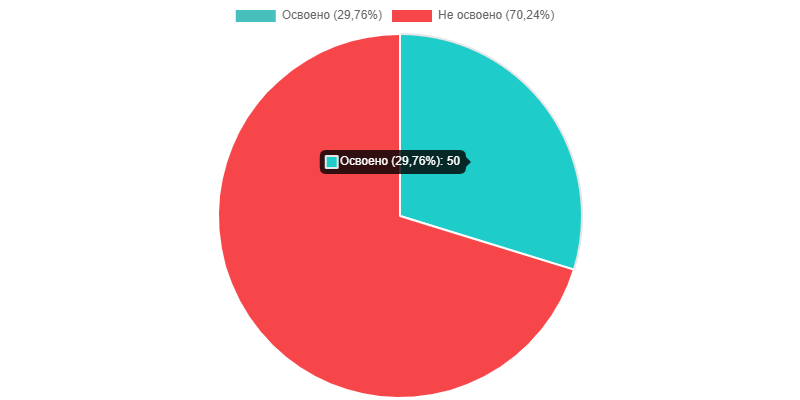 Освоено (29,76%) Не освоено (70,24%)
Освоено (29,76%): 50